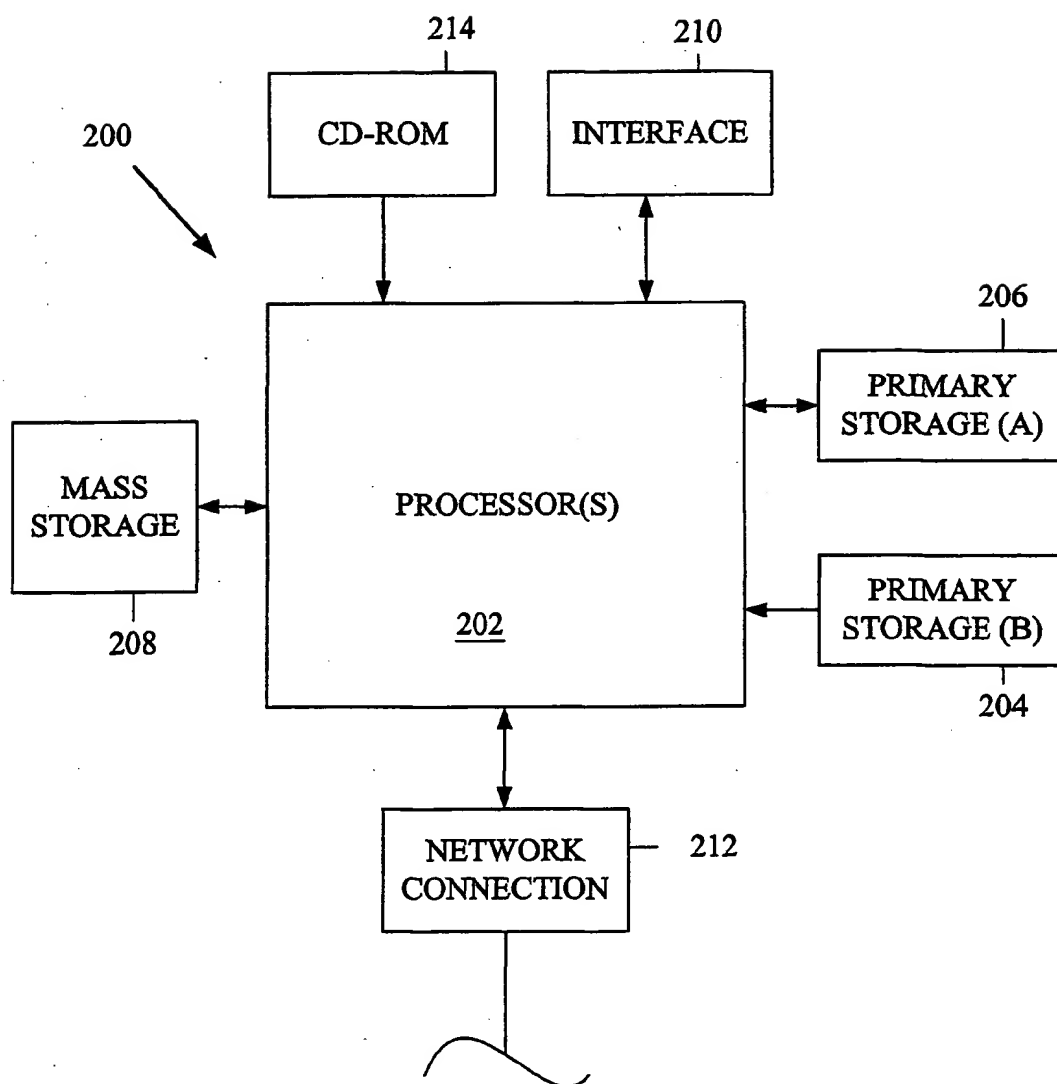 214
210
CD-ROM
INTERFACE
200
206
PRIMARY
STORAGE (A)
MASS
STORAGE
PROCESSOR(S)
PRIMARY
STORAGE (B)
202
208
204
NETWORK
CONNECTION
212